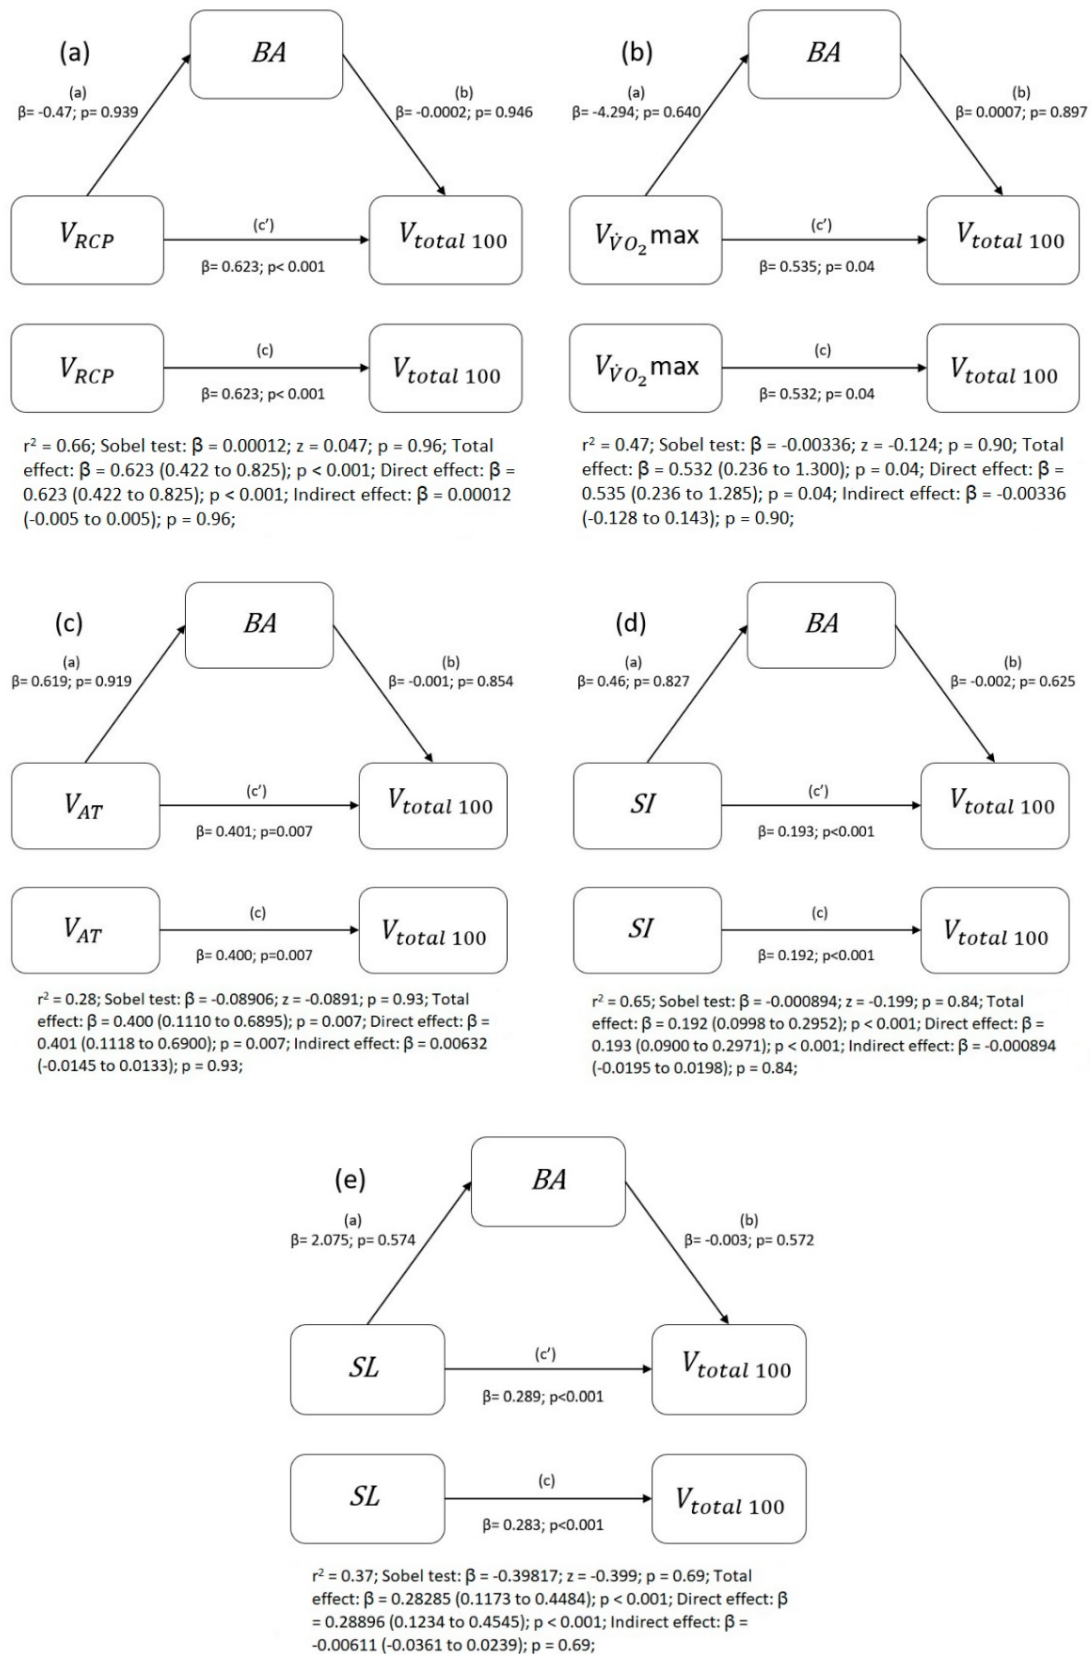 (a)
BA
(a)
β= -0.47; p= 0.939
(b)
β= -0.0002; p= 0.946
V_RCP
(c')
β= 0.623; p< 0.001
V_total 100
V_RCP
(c)
β= 0.623; p< 0.001
V_total 100
r² = 0.66; Sobel test: β = 0.00012; z = 0.047; p = 0.96; Total
effect: β = 0.623 (0.422 to 0.825); p < 0.001; Direct effect: β =
0.623 (0.422 to 0.825); p < 0.001; Indirect effect: β = 0.00012
(-0.005 to 0.005); p = 0.96;
(b)
BA
(a)
β= -4.294; p= 0.640
(b)
β= 0.0007; p= 0.897
V_V̇O₂max
(c')
β= 0.535; p= 0.04
V_total 100
V_V̇O₂max
(c)
β= 0.532; p= 0.04
V_total 100
r² = 0.47; Sobel test: β = -0.00336; z = -0.124; p = 0.90; Total
effect: β = 0.532 (0.236 to 1.300); p = 0.04; Direct effect: β =
0.535 (0.236 to 1.285); p = 0.04; Indirect effect: β = -0.00336
(-0.128 to 0.143); p = 0.90;
(c)
BA
(a)
β= 0.619; p= 0.919
(b)
β= -0.001; p= 0.854
V_AT
(c')
β= 0.401; p=0.007
V_total 100
V_AT
(c)
β= 0.400; p=0.007
V_total 100
r² = 0.28; Sobel test: β = -0.08906; z = -0.0891; p = 0.93; Total
effect: β = 0.400 (0.1110 to 0.6895); p = 0.007; Direct effect: β =
0.401 (0.1118 to 0.6900); p = 0.007; Indirect effect: β = 0.00632
(-0.0145 to 0.0133); p = 0.93;
(d)
BA
(a)
β= 0.46; p= 0.827
(b)
β= -0.002; p= 0.625
SI
(c')
β= 0.193; p<0.001
V_total 100
SI
(c)
β= 0.192; p<0.001
V_total 100
r² = 0.65; Sobel test: β = -0.000894; z = -0.199; p = 0.84; Total
effect: β = 0.192 (0.0998 to 0.2952); p < 0.001; Direct effect: β =
0.193 (0.0900 to 0.2971); p < 0.001; Indirect effect: β = -0.000894
(-0.0195 to 0.0198); p = 0.84;
(e)
BA
(a)
β= 2.075; p= 0.574
(b)
β= -0.003; p= 0.572
SL
(c')
β= 0.289; p<0.001
V_total 100
SL
(c)
β= 0.283; p<0.001
V_total 100
r² = 0.37; Sobel test: β = -0.39817; z = -0.399; p = 0.69; Total
effect: β = 0.28285 (0.1173 to 0.4484); p < 0.001; Direct effect: β
= 0.28896 (0.1234 to 0.4545); p < 0.001; Indirect effect: β =
-0.00611 (-0.0361 to 0.0239); p = 0.69;